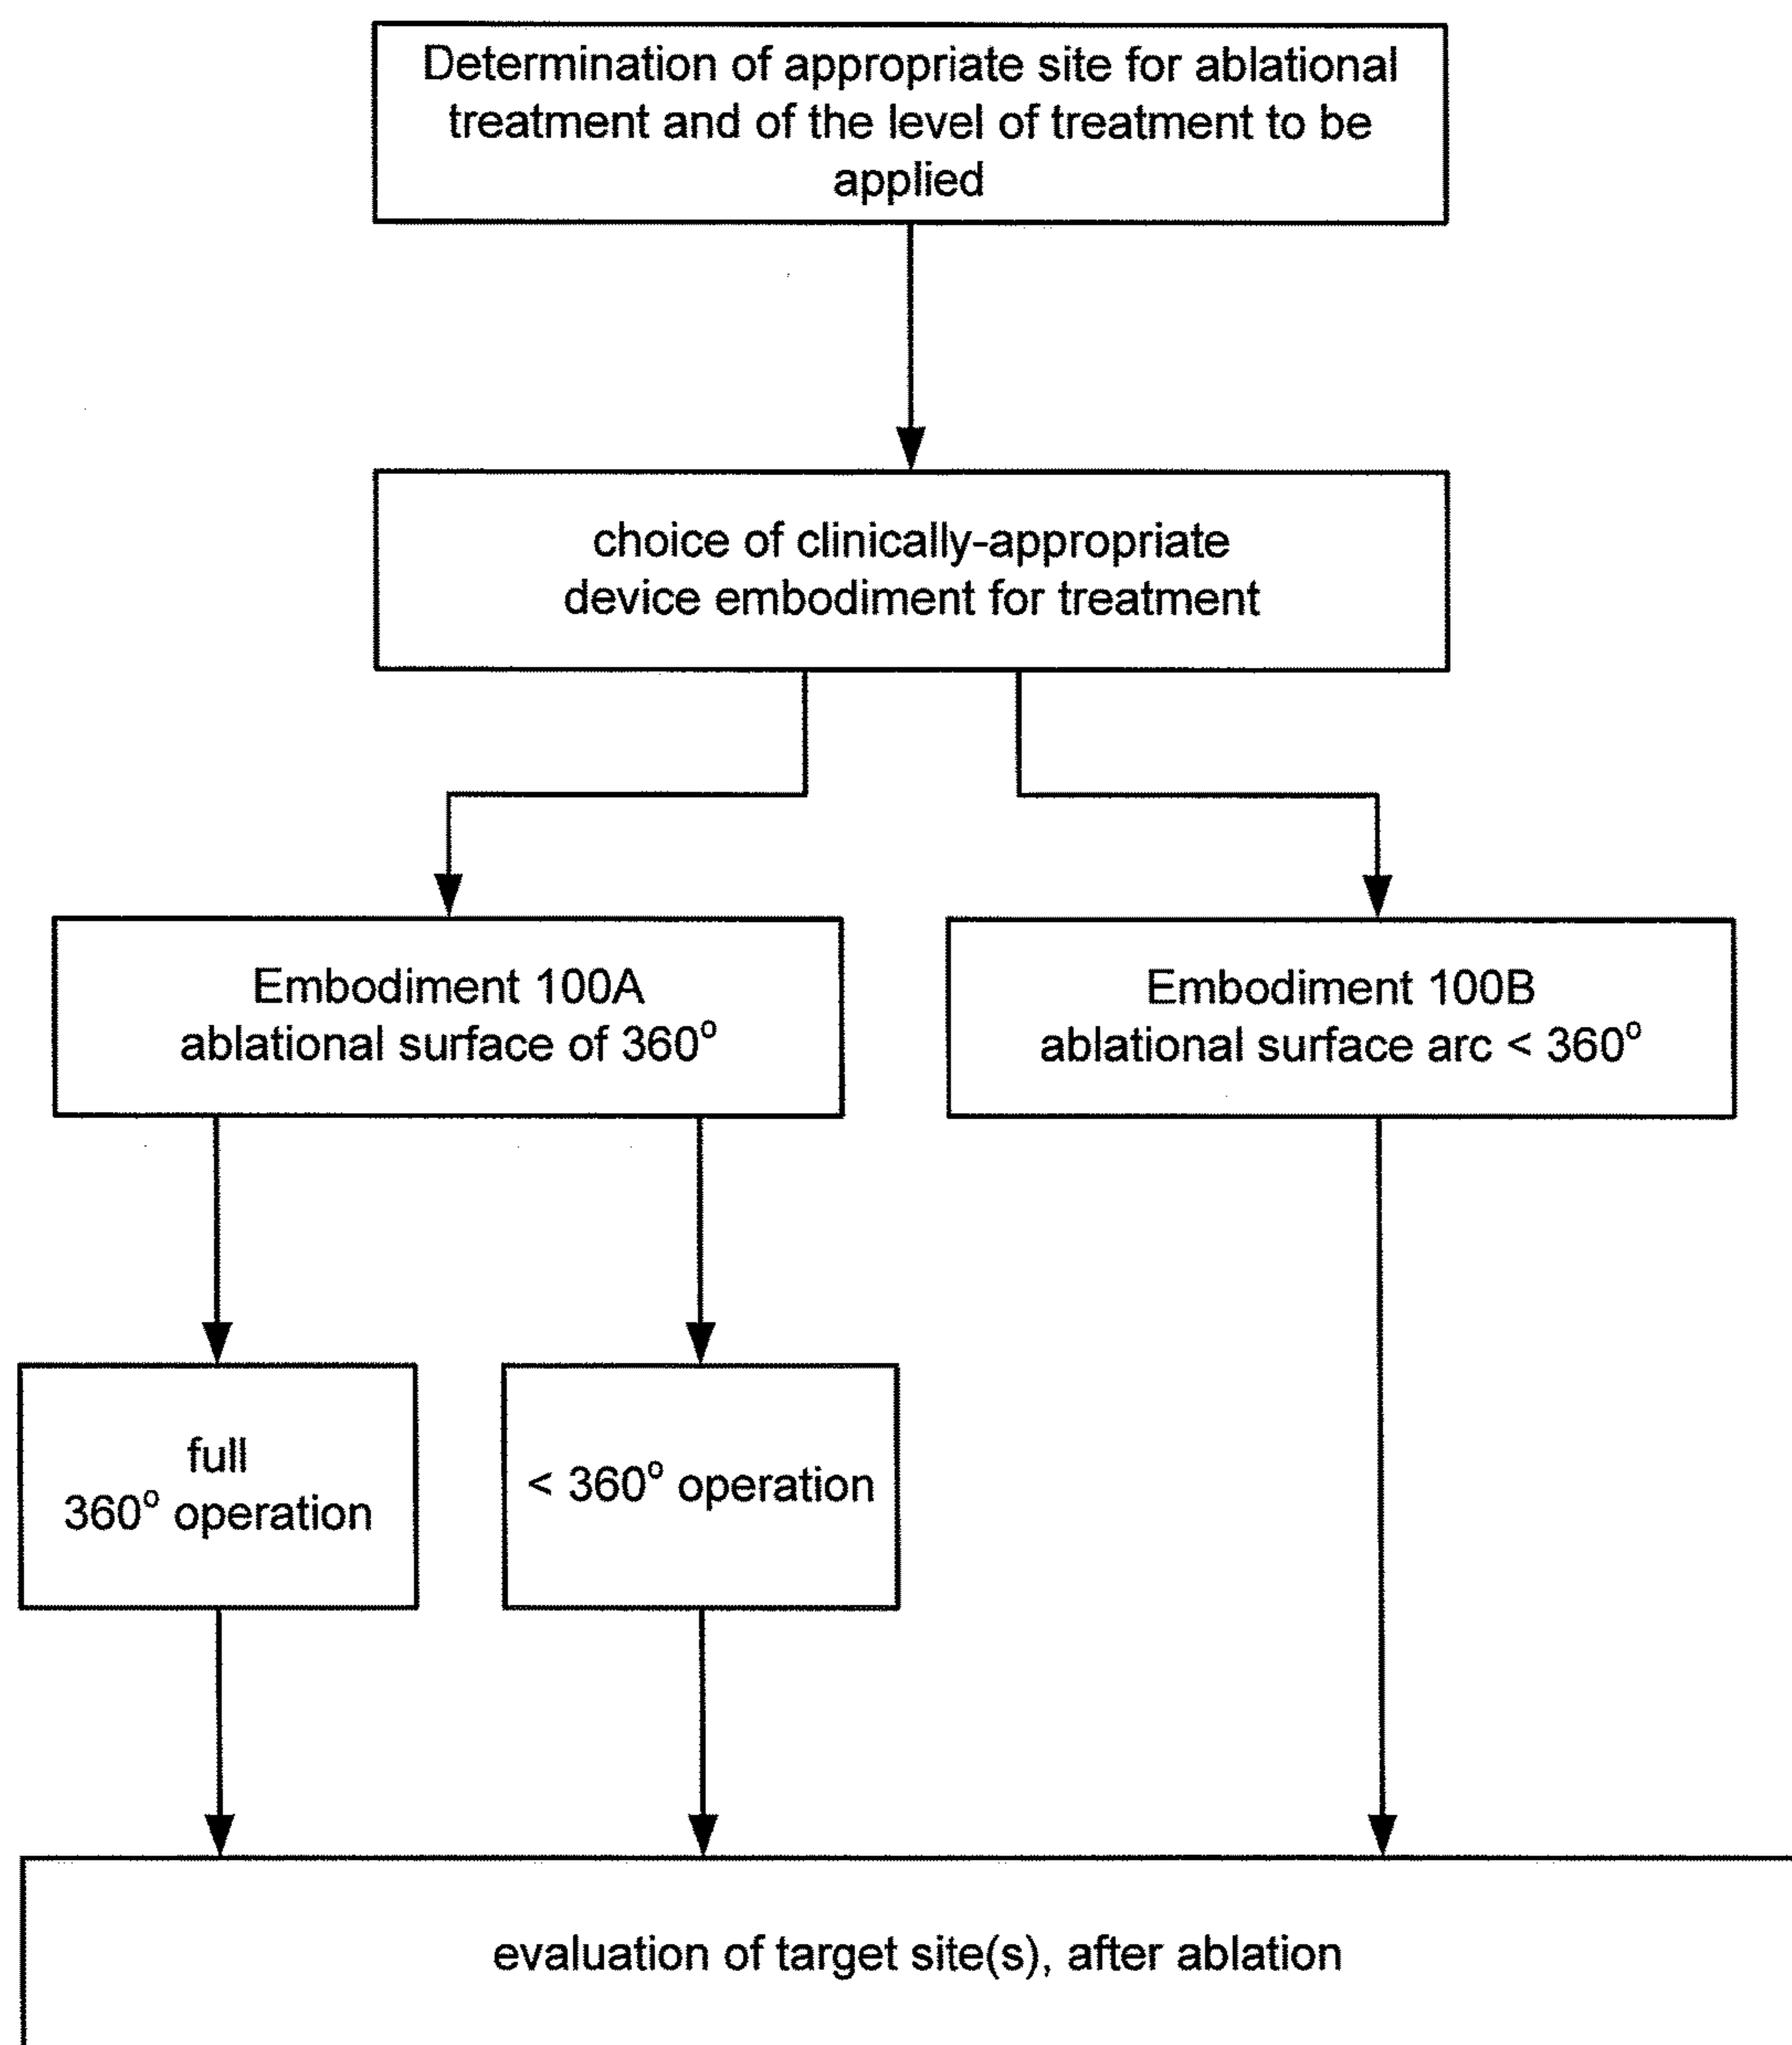 Determination of appropriate site for ablational
treatment and of the level of treatment to be
applied
choice of clinically-appropriate
device embodiment for treatment
Embodiment 100A
ablational surface of 360°
Embodiment 100B
ablational surface arc < 360°
full
360° operation
< 360° operation
evaluation of target site(s), after ablation